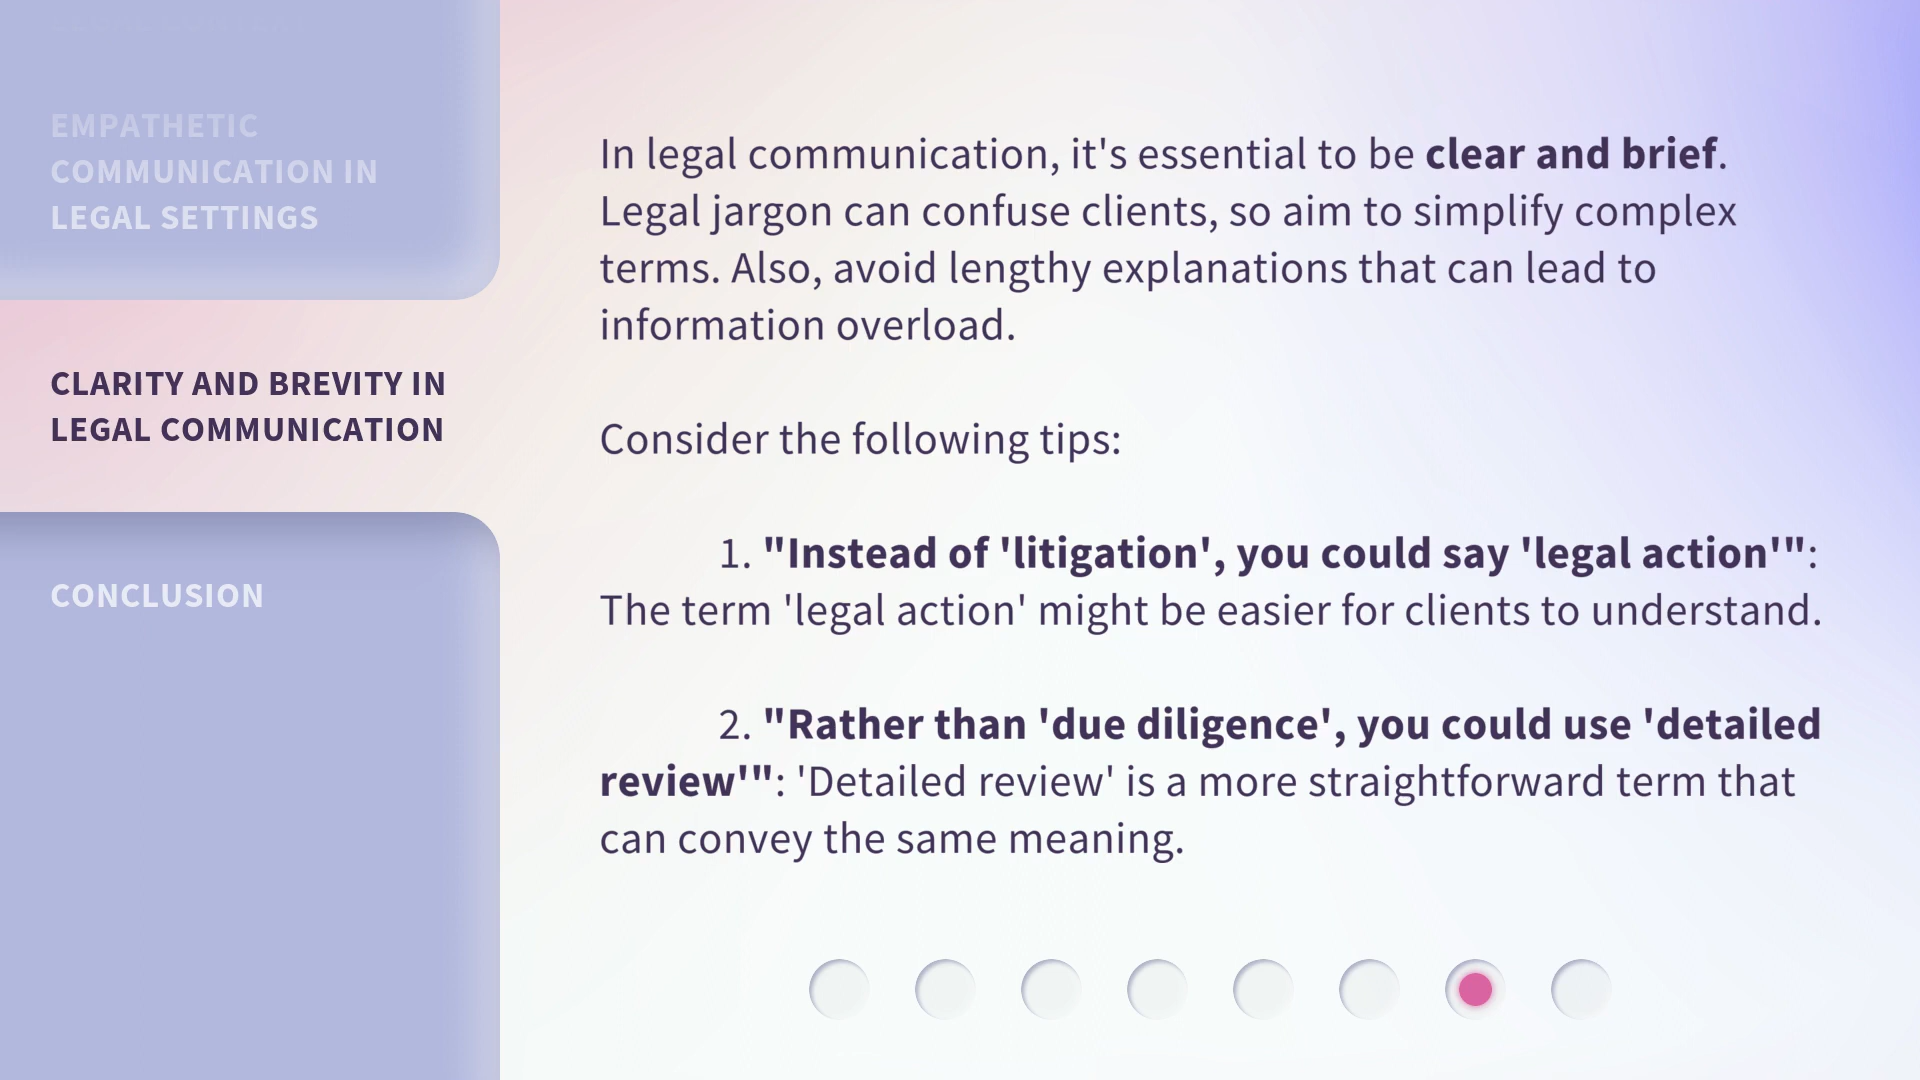 EMPATHETIC
COMMUNICATION IN
LEGAL SETTINGS
CLARITY AND BREVITY IN
LEGAL COMMUNICATION
CONCLUSION
In legal communication, it's essential to be clear and brief.
Legal jargon can confuse clients, so aim to simplify complex
terms. Also, avoid lengthy explanations that can lead to
information overload.
Consider the following tips:
1. "Instead of 'litigation', you could say 'legal action'":
The term 'legal action' might be easier for clients to understand.
2. "Rather than 'due diligence', you could use 'detailed
review'": 'Detailed review' is a more straightforward term that
can convey the same meaning.